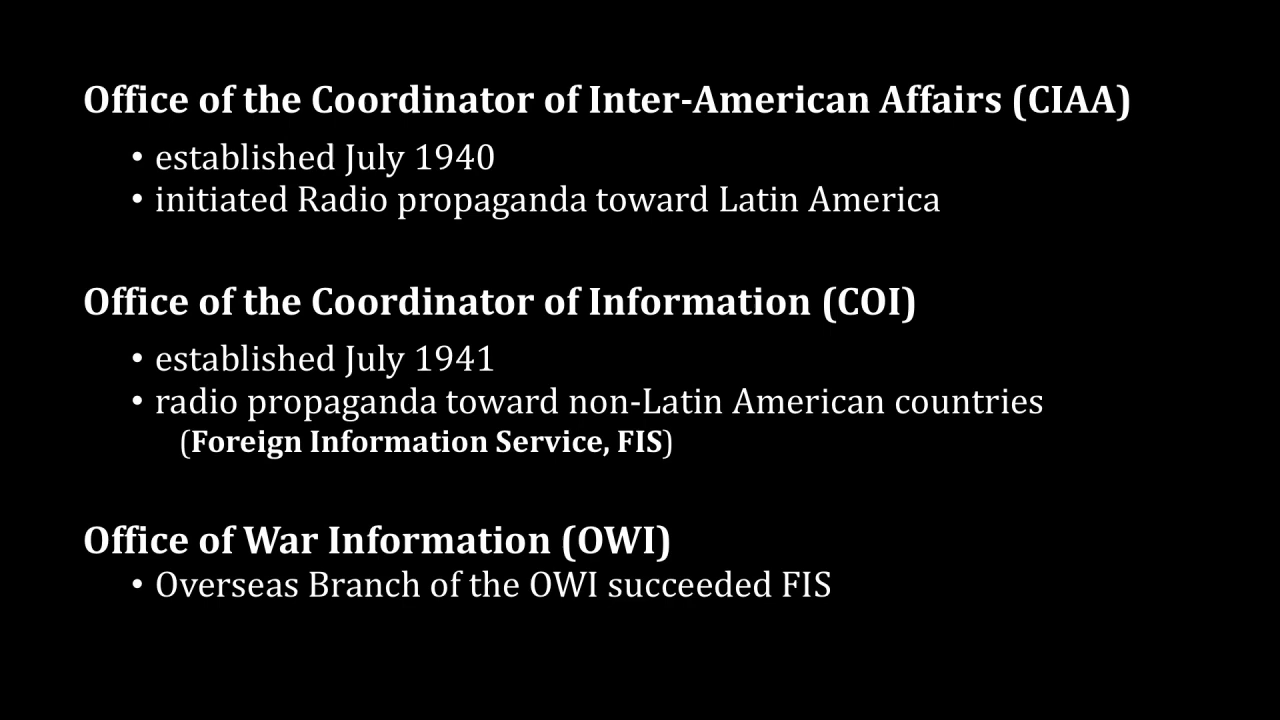 Office of the Coordinator of Inter-American Affairs (CIAA)
• established July 1940
• initiated Radio propaganda toward Latin America
Office of the Coordinator of Information (COI)
• established July 1941
• radio propaganda toward non-Latin American countries
(Foreign Information Service, FIS)
Office of War Information (OWI)
• Overseas Branch of the OWI succeeded FIS